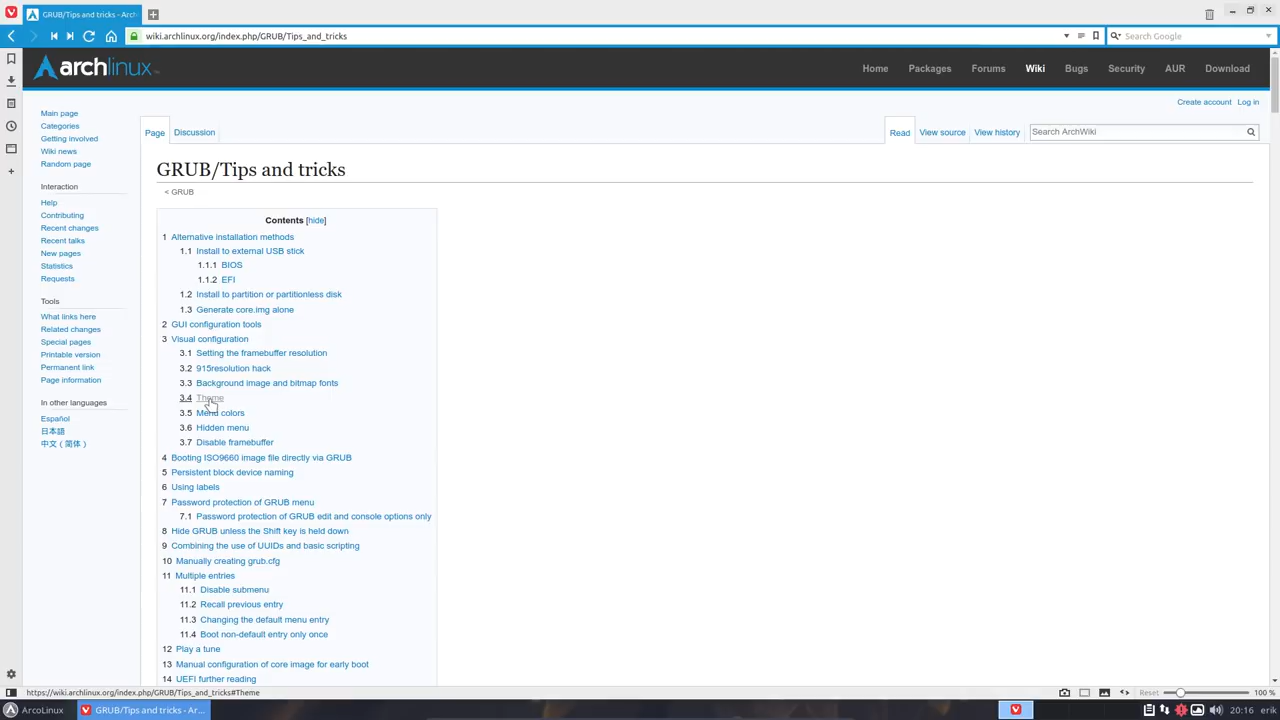 GRUB/Tips and tricks - Arch
wiki.archlinux.org/index.php/GRUB/Tips_and_tricks
Search Google
archlinux
Home Packages Forums Wiki Bugs Security AUR Download
Create account Log in
Main page
Categories
Getting involved
Wiki news
Random page
Interaction
Help
Contributing
Recent changes
Recent talks
New pages
Statistics
Requests
Tools
What links here
Related changes
Special pages
Printable version
Permanent link
Page information
In other languages
Español
日本語
中文（简体）
Page Discussion
Read View source View history
Search ArchWiki
GRUB/Tips and tricks
< GRUB
Contents [hide]
1 Alternative installation methods
1.1 Install to external USB stick
1.1.1 BIOS
1.1.2 EFI
1.2 Install to partition or partitionless disk
1.3 Generate core.img alone
2 GUI configuration tools
3 Visual configuration
3.1 Setting the framebuffer resolution
3.2 915resolution hack
3.3 Background image and bitmap fonts
3.4 Theme
3.5 Menu colors
3.6 Hidden menu
3.7 Disable framebuffer
4 Booting ISO9660 image file directly via GRUB
5 Persistent block device naming
6 Using labels
7 Password protection of GRUB menu
7.1 Password protection of GRUB edit and console options only
8 Hide GRUB unless the Shift key is held down
9 Combining the use of UUIDs and basic scripting
10 Manually creating grub.cfg
11 Multiple entries
11.1 Disable submenu
11.2 Recall previous entry
11.3 Changing the default menu entry
11.4 Boot non-default entry only once
12 Play a tune
13 Manual configuration of core image for early boot
14 UEFI further reading
https://wiki.archlinux.org/index.php/GRUB/Tips_and_tricks#Theme
Reset 100 %
ArcoLinux
GRUB/Tips and tricks - Ar...
20:16 erik